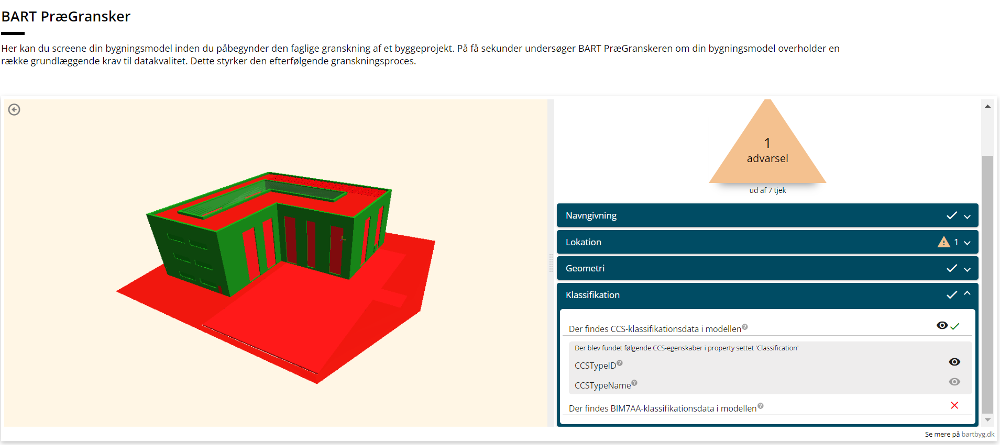 BART PræGransker
Her kan du screene din bygningsmodel inden du påbegynder den faglige granskning af et byggeprojekt. På få sekunder undersøger BART PræGranskeren om din bygningsmodel overholder en
række grundlæggende krav til datakvalitet. Dette styrker den efterfølgende granskningsproces.
1
advarsel
ud af 7 tjek
Navngivning
Lokation 1
Geometri
Klassifikation
Der findes CCS-klassifikationsdata i modellen
Der blev fundet følgende CCS-egenskaber i property settet 'Classification'
CCSTypeID
CCSTypeName
Der findes BIM7AA-klassifikationsdata i modellen
Se mere på bartbyg.dk